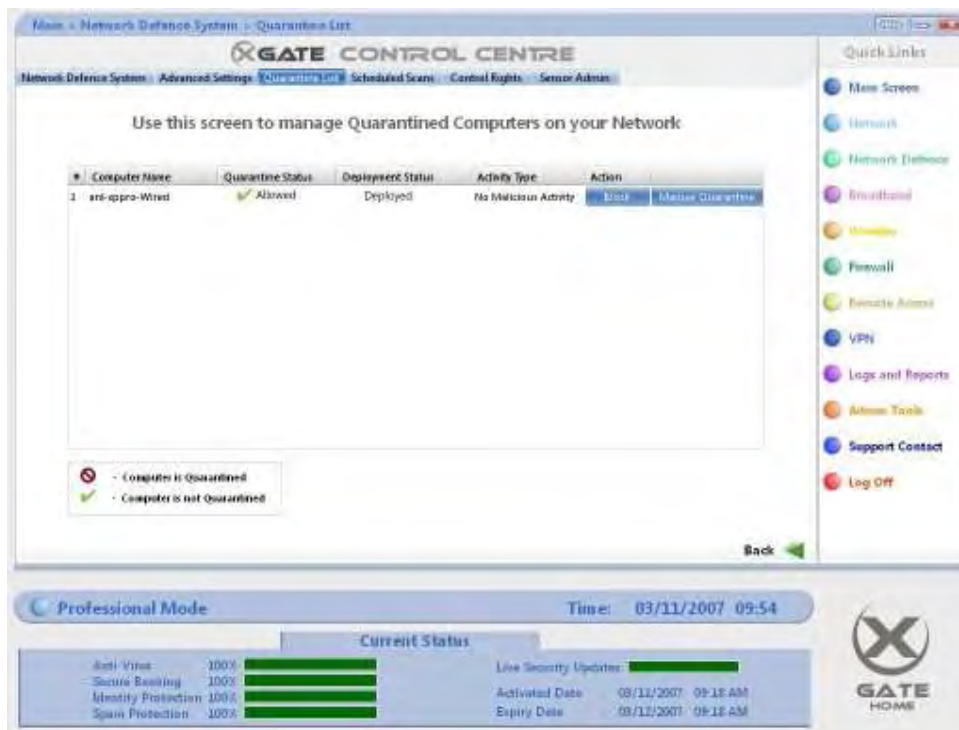 Main > Network Defence System > Quarantine List
XGATE CONTROL CENTRE
Network Defence System Advanced Settings Quarantine List Scheduled Scans Control Rights Sensor Admin
Use this screen to manage Quarantined Computers on your Network
# Computer Name Quarantine Status Deployment Status Activity Type Action
1 Allowed Deployed No Malicious Activity Block Manage Quarantine
- Computer is Quarantined
- Computer is not Quarantined
Back
Quick Links
Main Screen
Network
Network Defence
Broadband
Wireless
Firewall
Remote Access
VPN
Logs and Reports
Admin Tools
Support Contact
Log Off
Professional Mode Time: 03/11/2007 09:54
Current Status
Anti Virus 100%
Secure Banking 100%
Identity Protection 100%
Spam Protection 100%
Live Security Updates
Activated Date 09:18 AM
Expiry Date 09:18 AM
X
GATE
HOME